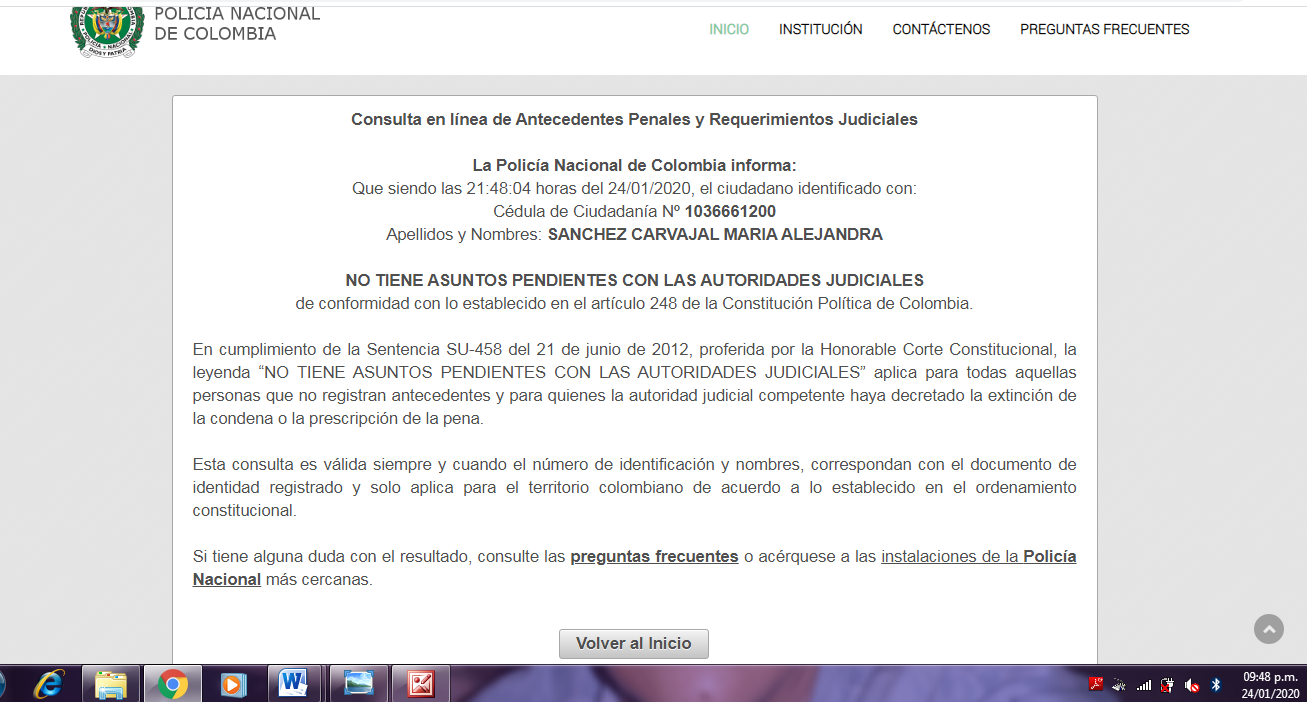 POLICIA NACIONAL
DE COLOMBIA
INICIO INSTITUCIÓN CONTÁCTENOS PREGUNTAS FRECUENTES
Consulta en línea de Antecedentes Penales y Requerimientos Judiciales
La Policía Nacional de Colombia informa:
Que siendo las 21:48:04 horas del 24/01/2020, el ciudadano identificado con:
Cédula de Ciudadanía Nº 1036661200
Apellidos y Nombres: SANCHEZ CARVAJAL MARIA ALEJANDRA
NO TIENE ASUNTOS PENDIENTES CON LAS AUTORIDADES JUDICIALES
de conformidad con lo establecido en el artículo 248 de la Constitución Política de Colombia.
En cumplimiento de la Sentencia SU-458 del 21 de junio de 2012, proferida por la Honorable Corte Constitucional, la
leyenda “NO TIENE ASUNTOS PENDIENTES CON LAS AUTORIDADES JUDICIALES” aplica para todas aquellas
personas que no registran antecedentes y para quienes la autoridad judicial competente haya decretado la extinción de
la condena o la prescripción de la pena.
Esta consulta es válida siempre y cuando el número de identificación y nombres, correspondan con el documento de
identidad registrado y solo aplica para el territorio colombiano de acuerdo a lo establecido en el ordenamiento
constitucional.
Si tiene alguna duda con el resultado, consulte las preguntas frecuentes o acérquese a las instalaciones de la Policía
Nacional más cercanas.
Volver al Inicio
09:48 p.m.
24/01/2020